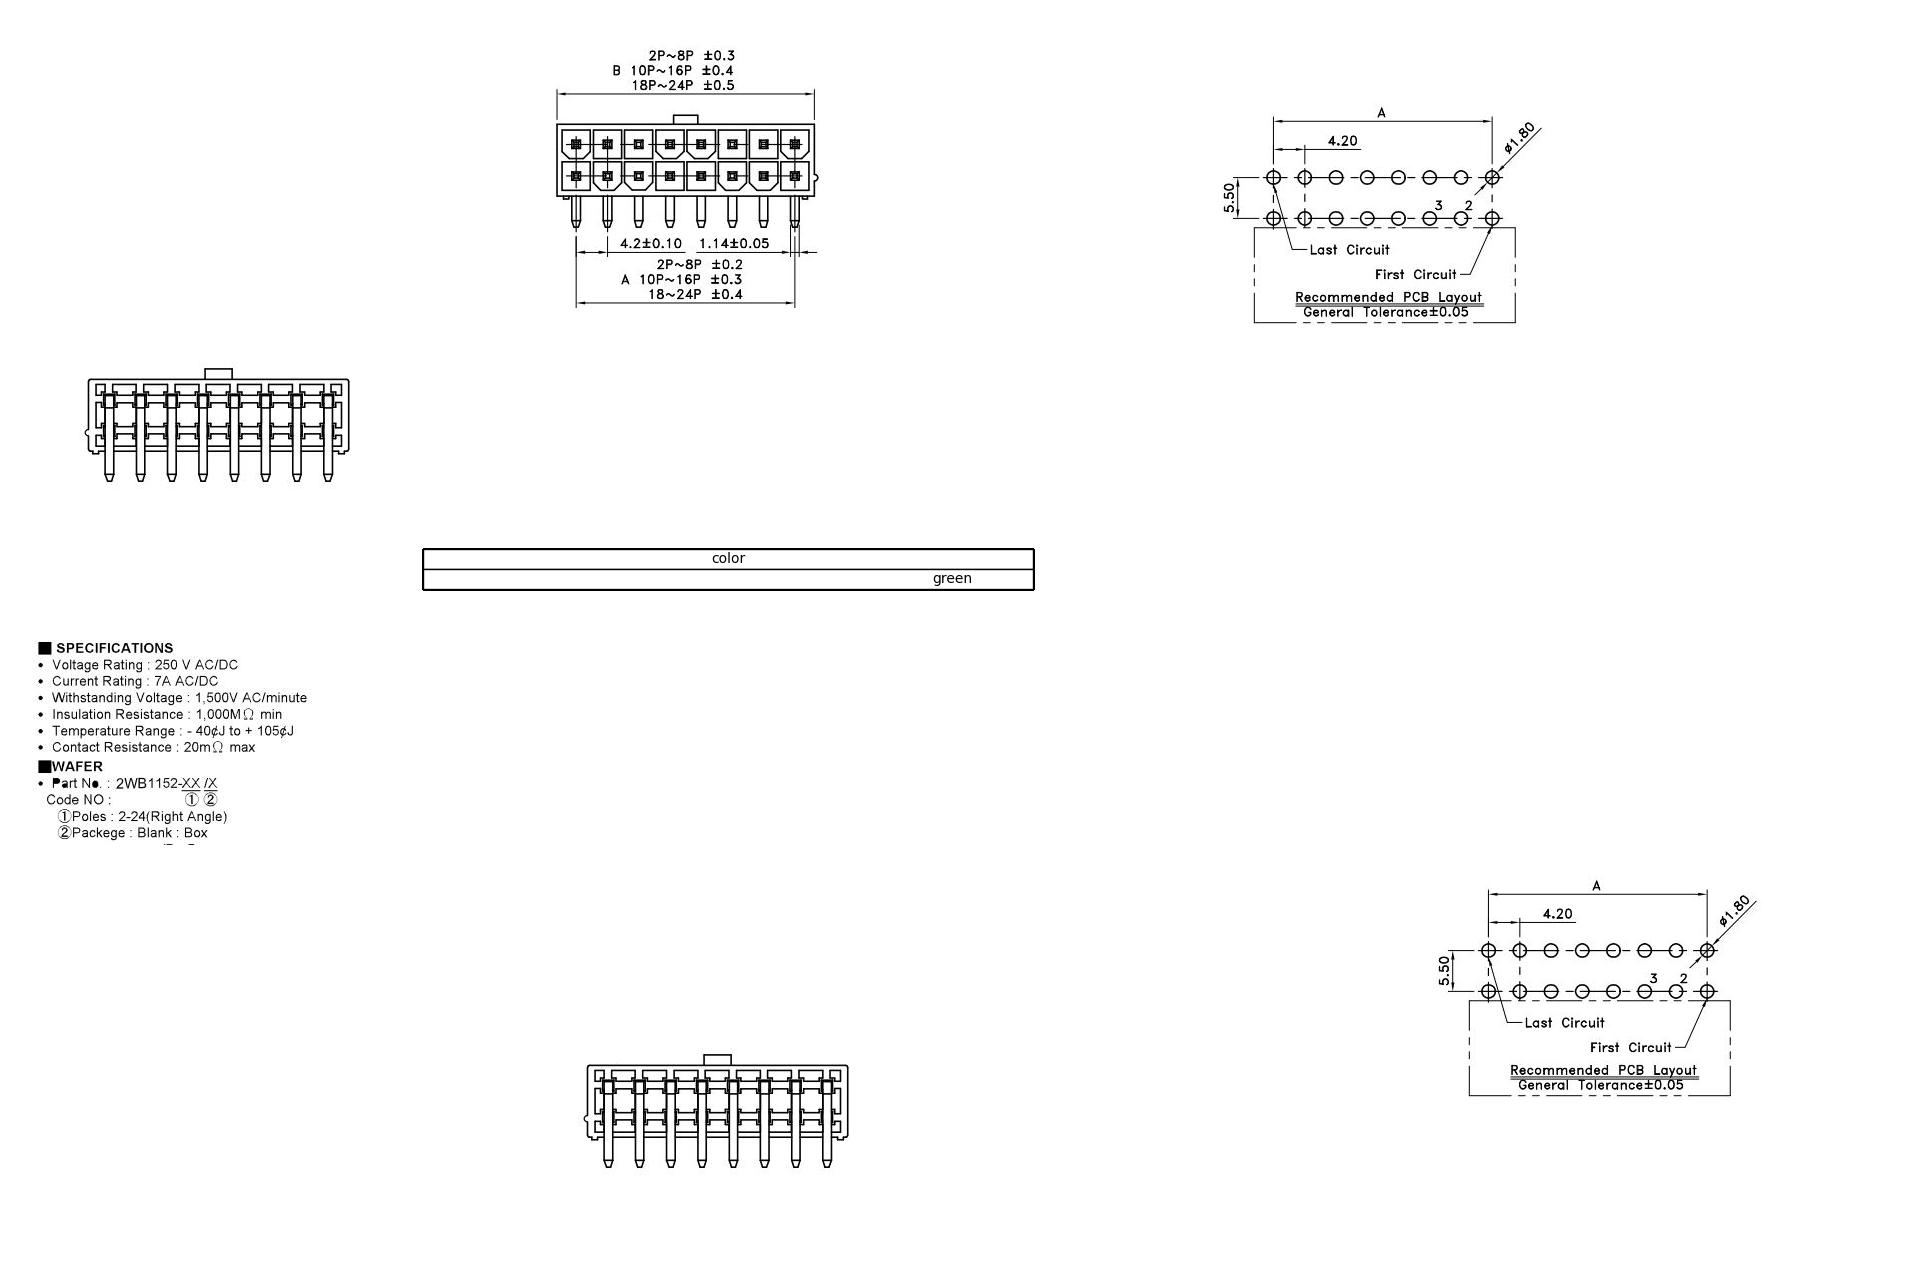 2P~8P ±0.3
B 10P~16P ±0.4
18P~24P ±0.5
4.2±0.10 1.14±0.05
2P~8P ±0.2
A 10P~16P ±0.3
18~24P ±0.4
A
4.20
ø1.80
5.50
3 2
Last Circuit
First Circuit
Recommended PCB Layout
General Tolerance±0.05
color
green
SPECIFICATIONS
• Voltage Rating : 250 V AC/DC
• Current Rating : 7A AC/DC
• Withstanding Voltage : 1,500V AC/minute
• Insulation Resistance : 1,000MΩ min
• Temperature Range : - 40¢J to + 105¢J
• Contact Resistance : 20mΩ max
WAFER
• Part No. : 2WB1152-XX /X
Code NO : ① ②
①Poles : 2-24(Right Angle)
②Packege : Blank : Box
A
4.20
ø1.80
5.50
3 2
Last Circuit
First Circuit
Recommended PCB Layout
General Tolerance±0.05